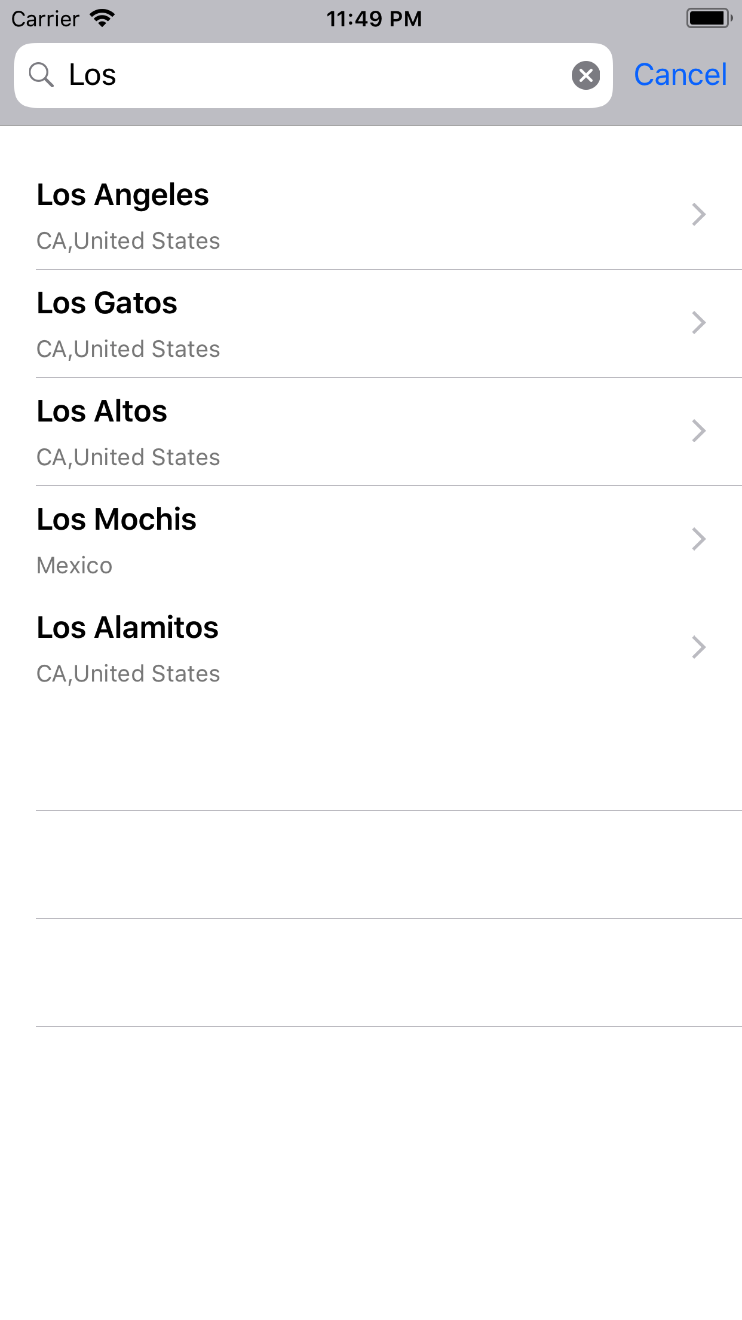 Carrier 11:49 PM
Los Cancel
Los Angeles
CA,United States
Los Gatos
CA,United States
Los Altos
CA,United States
Los Mochis
Mexico
Los Alamitos
CA,United States